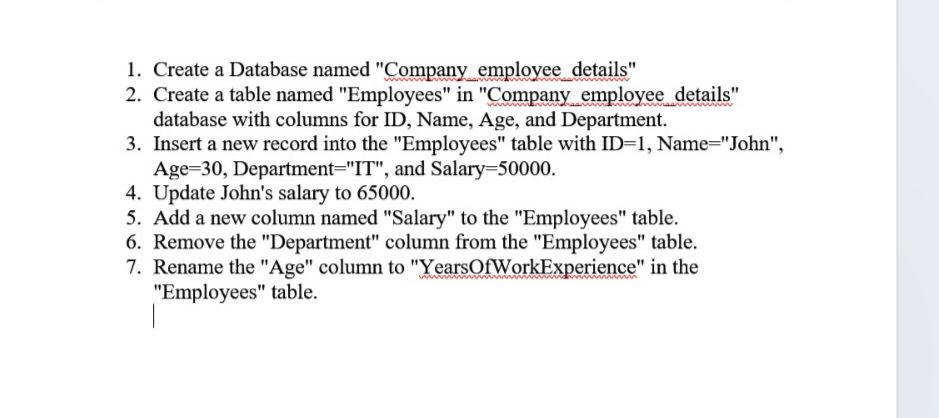 1. Create a Database named "Company_employee_details"
2. Create a table named "Employees" in "Company_employee_details"
database with columns for ID, Name, Age, and Department.
3. Insert a new record into the "Employees" table with ID=1, Name="John",
Age=30, Department="IT", and Salary=50000.
4. Update John's salary to 65000.
5. Add a new column named "Salary" to the "Employees" table.
6. Remove the "Department" column from the "Employees" table.
7. Rename the "Age" column to "YearsOfWorkExperience" in the
"Employees" table.